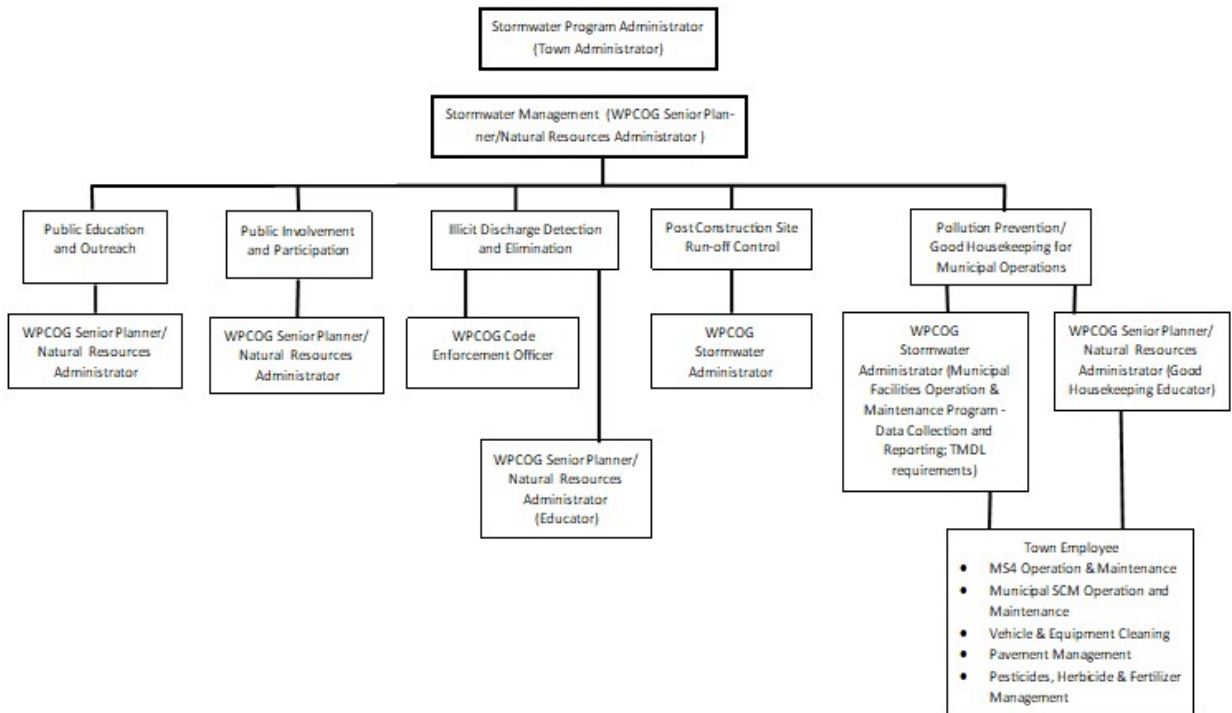 Stormwater Program Administrator
(Town Administrator)
Stormwater Management (WPCOG Senior Plan-
ner/Natural Resources Administrator )
Public Education
and Outreach
Public Involvement
and Participation
Illicit Discharge Detection
and Elimination
Post Construction Site
Run-off Control
Pollution Prevention/
Good Housekeeping for
Municipal Operations
WPCOG Senior Planner/
Natural Resources
Administrator
WPCOG Senior Planner/
Natural Resources
Administrator
WPCOG Code
Enforcement Officer
WPCOG
Stormwater
Administrator
WPCOG
Stormwater
Administrator (Municipal
Facilities Operation &
Maintenance Program -
Data Collection and
Reporting; TMDL
requirements)
WPCOG Senior Planner/
Natural Resources
Administrator (Good
Housekeeping Educator)
WPCOG Senior Planner/
Natural Resources
Administrator
(Educator)
Town Employee
● MS4 Operation & Maintenance
● Municipal SCM Operation and
Maintenance
● Vehicle & Equipment Cleaning
● Pavement Management
● Pesticides, Herbicide & Fertilizer
Management